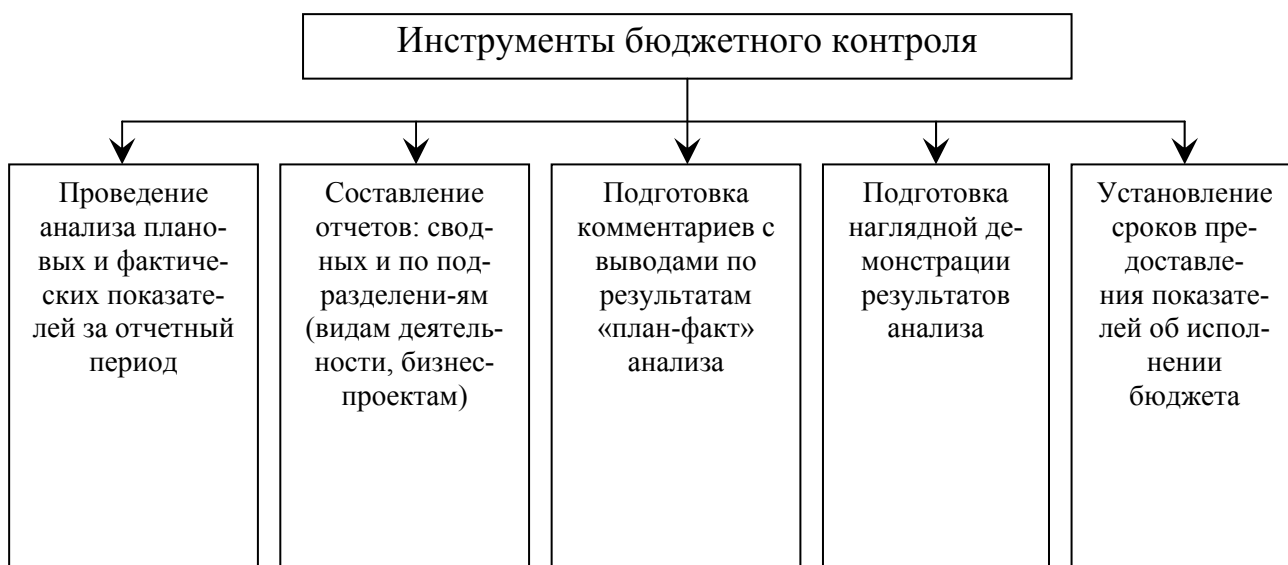 Инструменты бюджетного контроля
Проведение
анализа плано-
вых и фактиче-
ских показате-
лей за отчетный
период
Составление
отчетов: свод-
ных и по под-
разделени-ям
(видам деятель-
ности, бизнес-
проектам)
Подготовка
комментариев с
выводами по
результатам
«план-факт»
анализа
Подготовка
наглядной де-
монстрации
результатов
анализа
Установление
сроков пре-
доставле-
ния показате-
лей об испол-
нении
бюджета